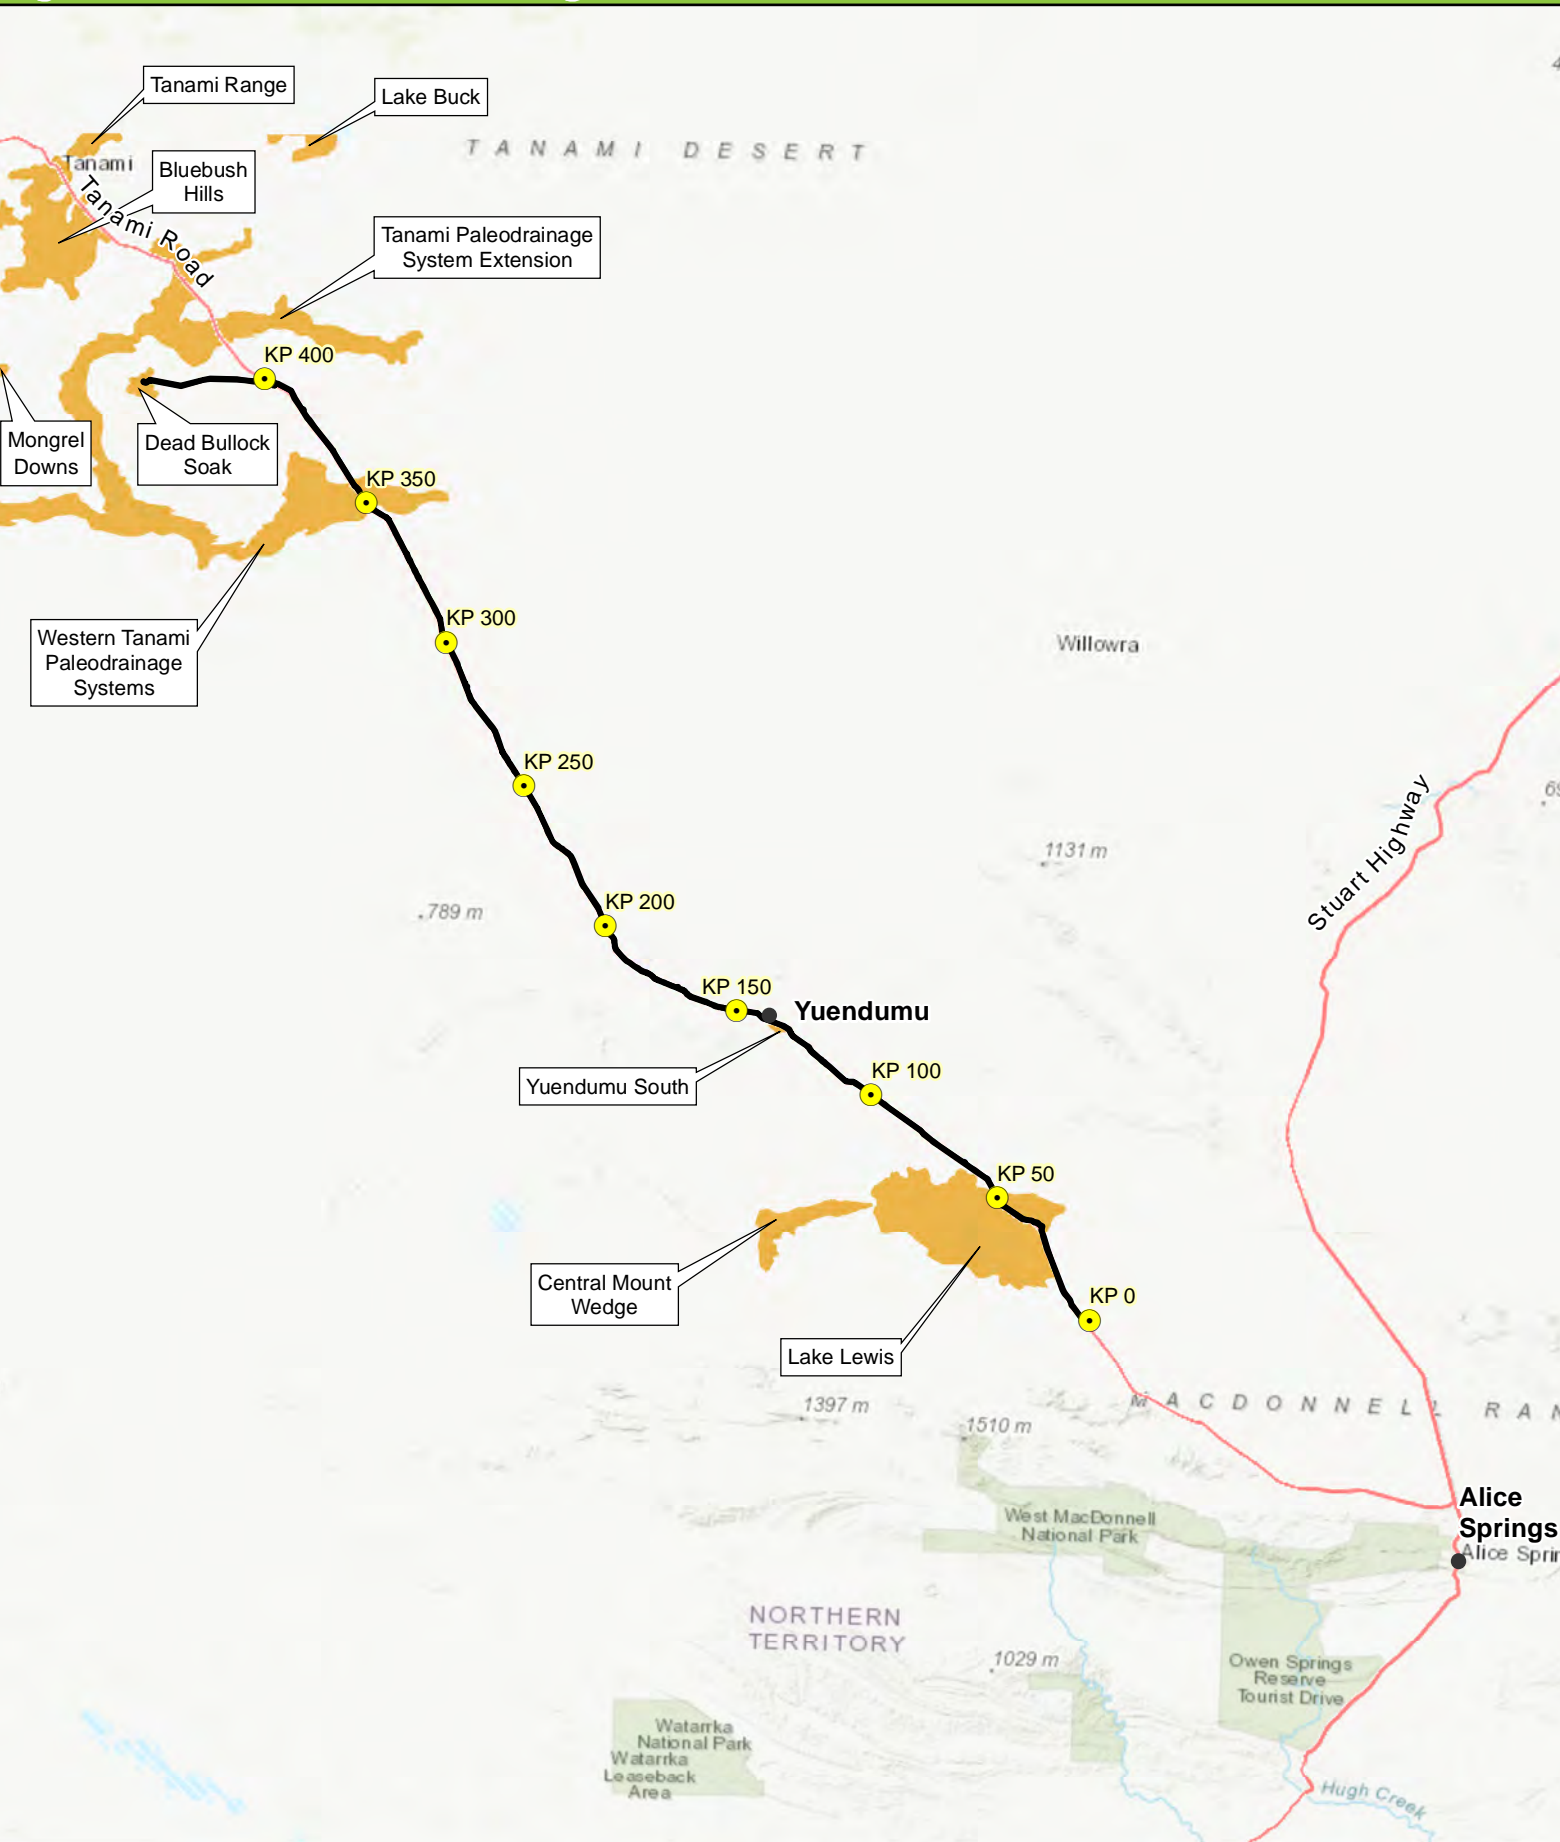 Tanami Range
Lake Buck
TANAMI DESERT
Tanami
Bluebush
Hills
Tanami Road
Tanami Paleodrainage
System Extension
KP 400
Mongrel
Downs
Dead Bullock
Soak
KP 350
KP 300
Western Tanami
Paleodrainage
Systems
Willowra
KP 250
Stuart Highway
1131 m
789 m
KP 200
KP 150
Yuendumu
KP 100
Yuendumu South
KP 50
Central Mount
Wedge
KP 0
Lake Lewis
1397 m
MACDONNELL RAN
1510 m
Alice
Springs
Alice Sprin
West MacDonnell
National Park
NORTHERN
TERRITORY
1029 m
Owen Springs
Reserve
Tourist Drive
Watarrka
National Park
Watarrka
Leaseback
Area
Hugh Creek